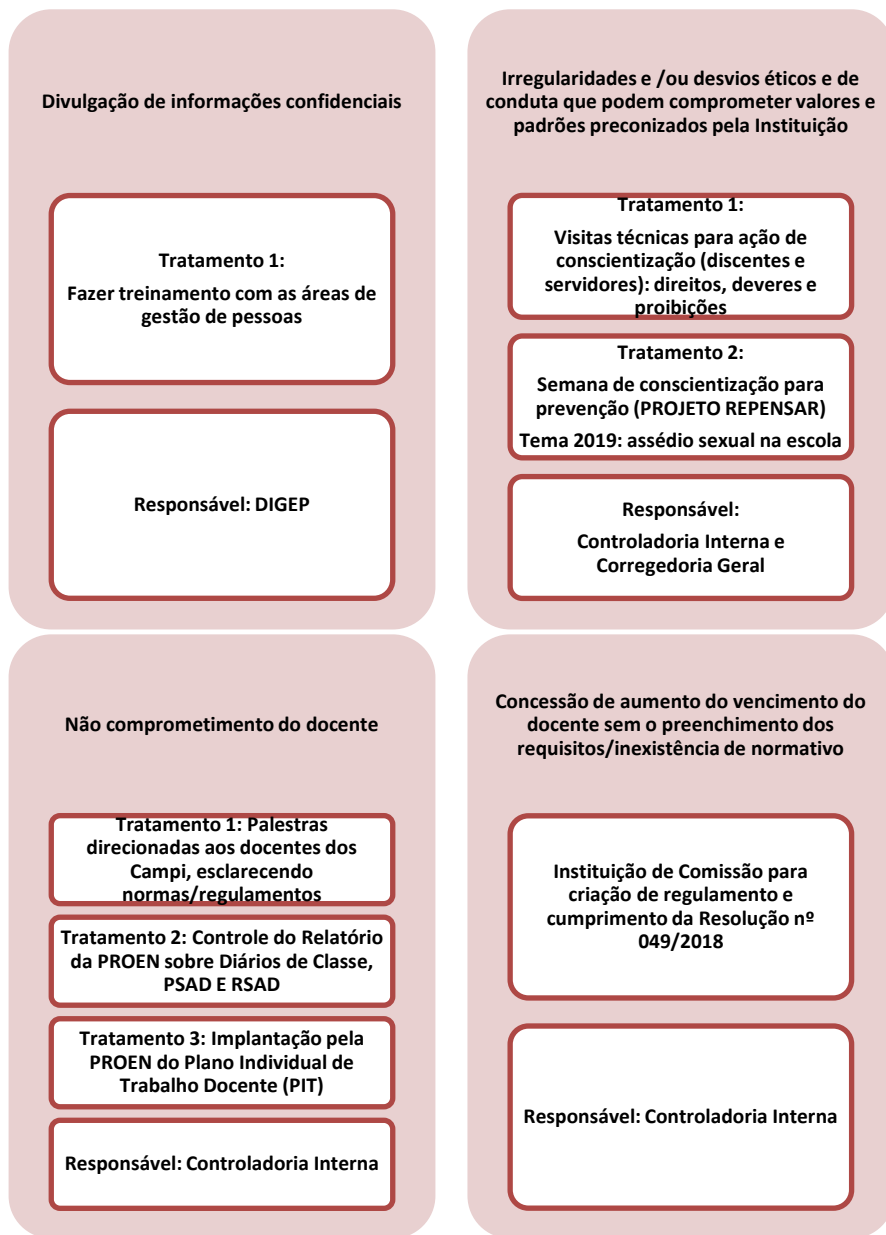 Divulgação de informações confidenciais
Tratamento 1:
Fazer treinamento com as áreas de
gestão de pessoas
Responsável: DIGEP
Irregularidades e /ou desvios éticos e de
conduta que podem comprometer valores e
padrões preconizados pela Instituição
Tratamento 1:
Visitas técnicas para ação de
conscientização (discentes e
servidores): direitos, deveres e
proibições
Tratamento 2:
Semana de conscientização para
prevenção (PROJETO REPENSAR)
Tema 2019: assédio sexual na escola
Responsável:
Controladoria Interna e
Corregedoria Geral
Não comprometimento do docente
Tratamento 1: Palestras
direcionadas aos docentes dos
Campi, esclarecendo
normas/regulamentos
Tratamento 2: Controle do Relatório
da PROEN sobre Diários de Classe,
PSAD E RSAD
Tratamento 3: Implantação pela
PROEN do Plano Individual de
Trabalho Docente (PIT)
Responsável: Controladoria Interna
Concessão de aumento do vencimento do
docente sem o preenchimento dos
requisitos/inexistência de normativo
Instituição de Comissão para
criação de regulamento e
cumprimento da Resolução nº
049/2018
Responsável: Controladoria Interna